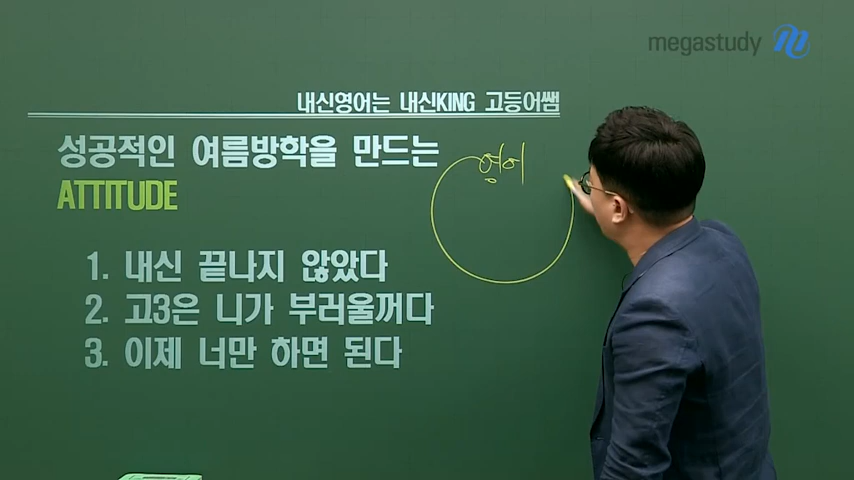 megastudy
내신영어는 내신KING 고등어쌤
성공적인 여름방학을 만드는
ATTITUDE
영어
1. 내신 끝나지 않았다
2. 고3은 니가 부러울꺼다
3. 이제 너만 하면 된다